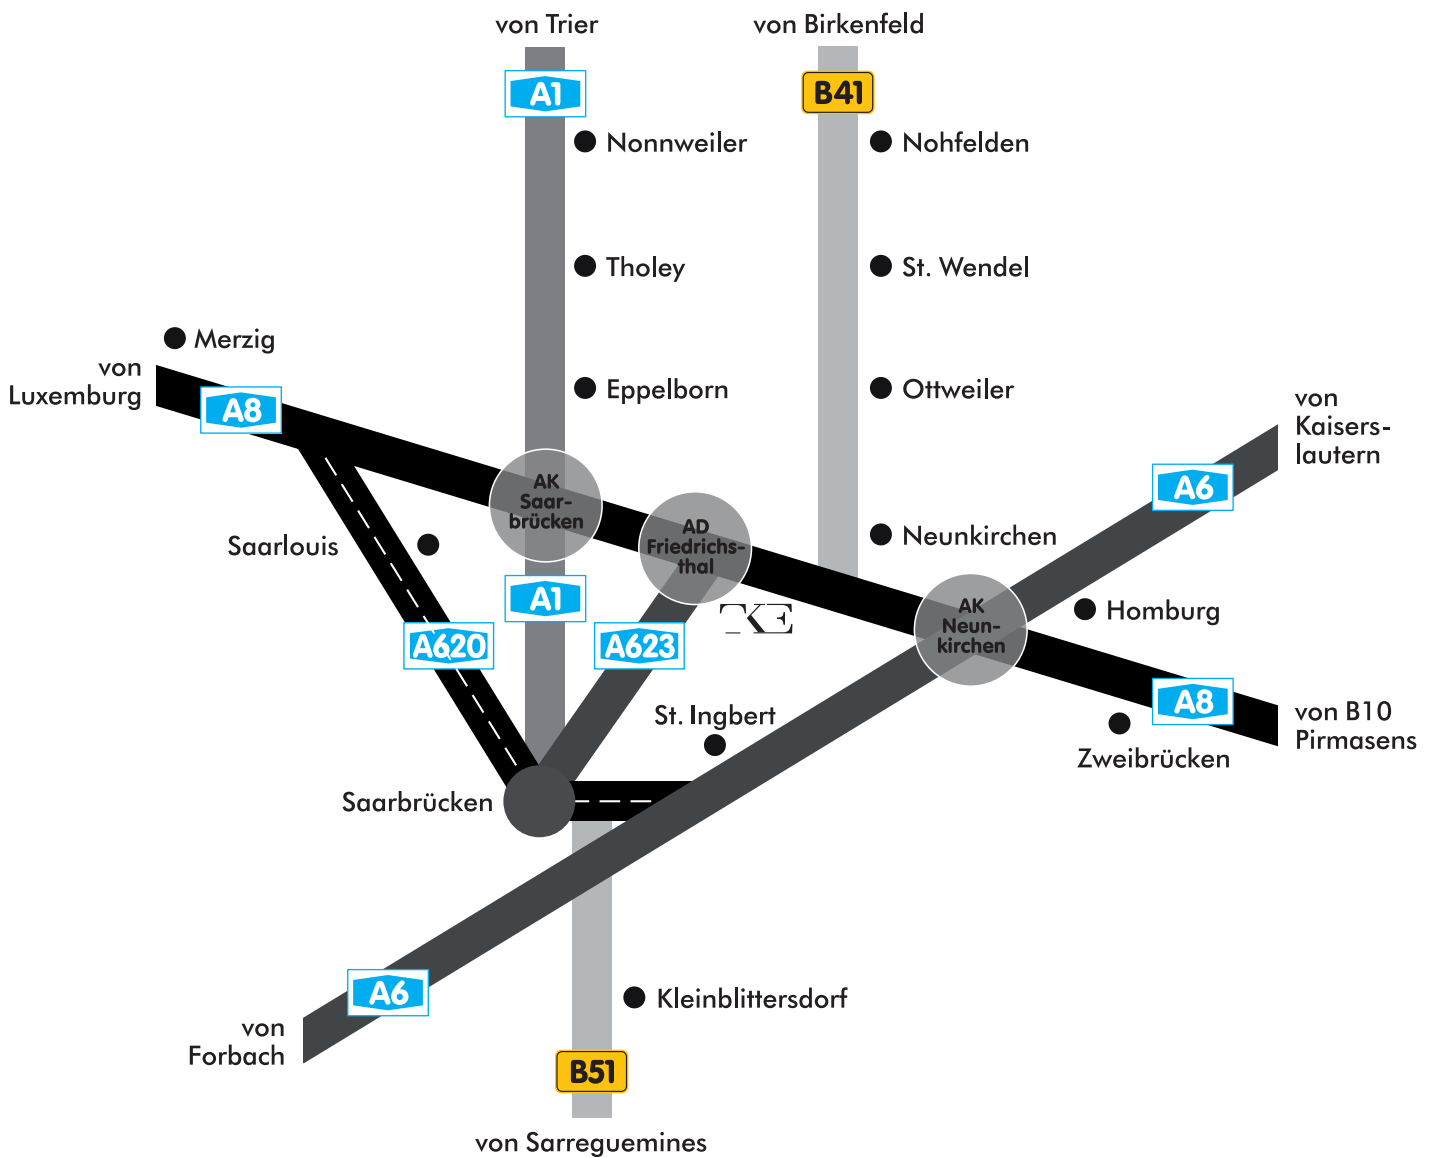 von Trier
von Birkenfeld
A1
B41
Nonnweiler
Nohfelden
Tholey
St. Wendel
Merzig
von
Luxemburg
A8
Eppelborn
Ottweiler
von
Kaisers-
lautern
A6
AK
Saar-
brücken
AD
Friedrichs-
thal
Saarlouis
Neunkirchen
A1
TKE
AK
Neun-
kirchen
Homburg
A620
A623
St. Ingbert
A8
von B10
Pirmasens
Zweibrücken
Saarbrücken
A6
Kleinblittersdorf
von
Forbach
B51
von Sarreguemines